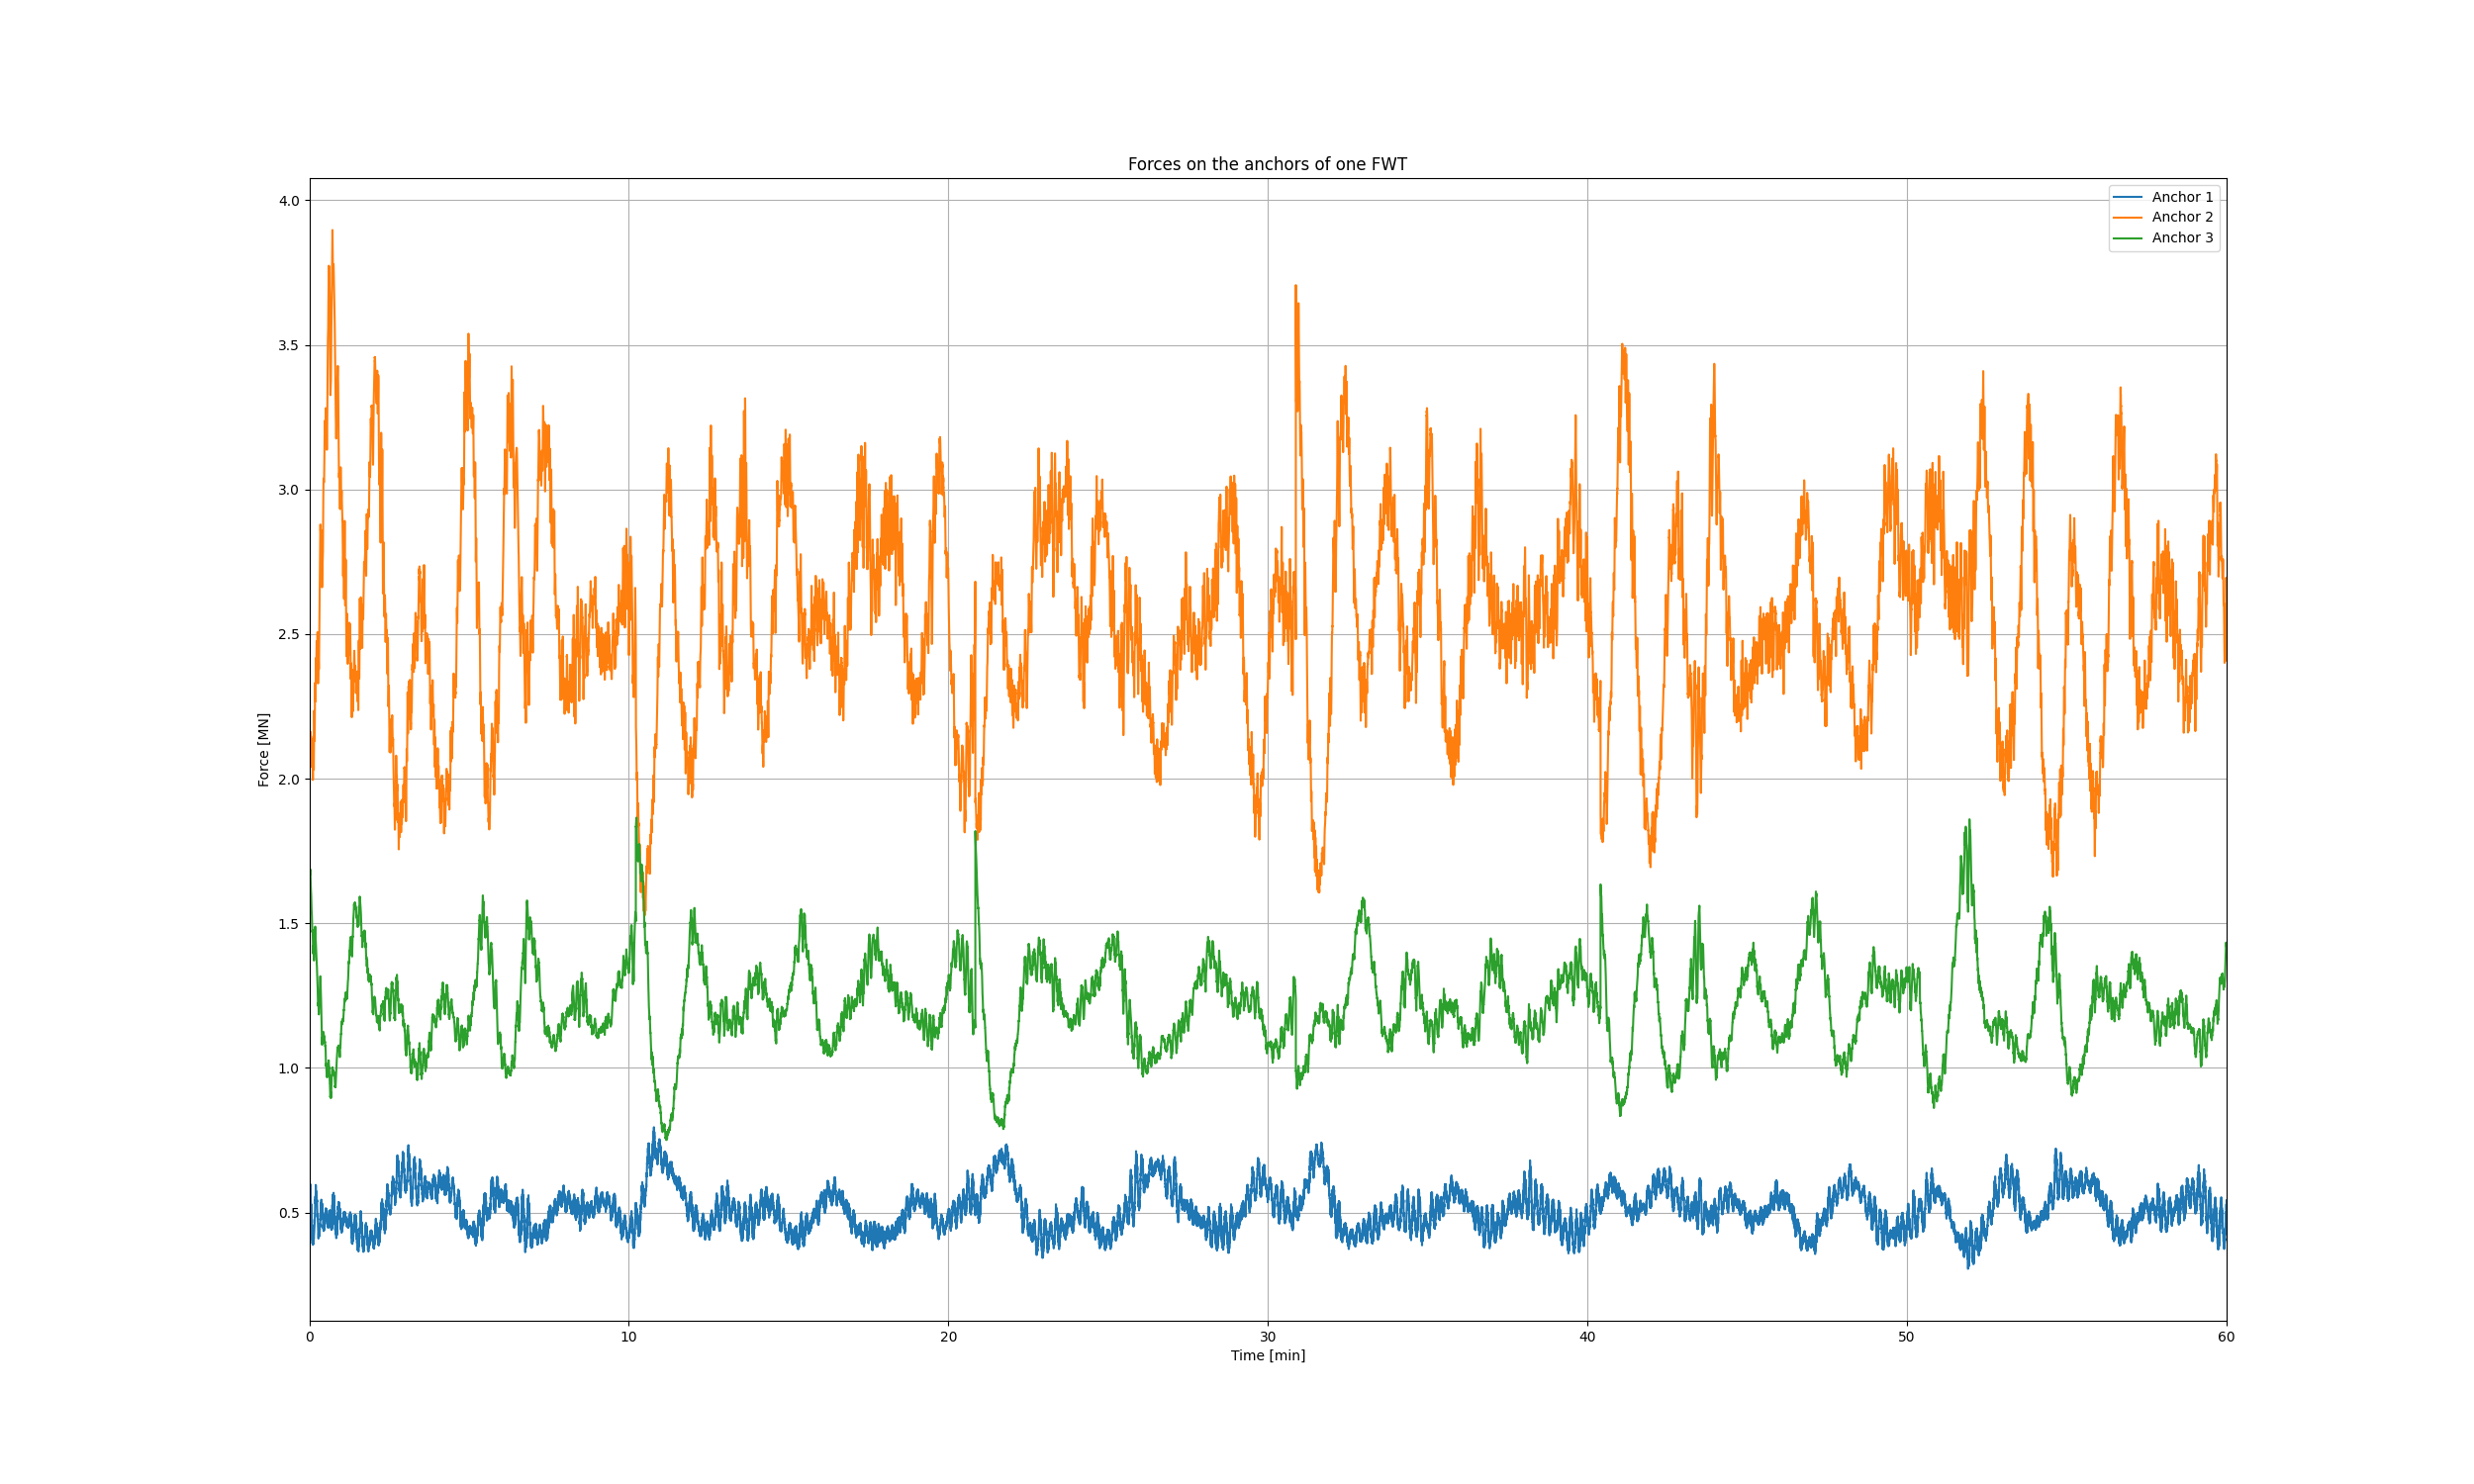 Forces on the anchors of one FWT
Anchor 1
Anchor 2
Anchor 3
Force [MN]
4.0
3.5
3.0
2.5
2.0
1.5
1.0
0.5
0 10 20 30 40 50 60
Time [min]